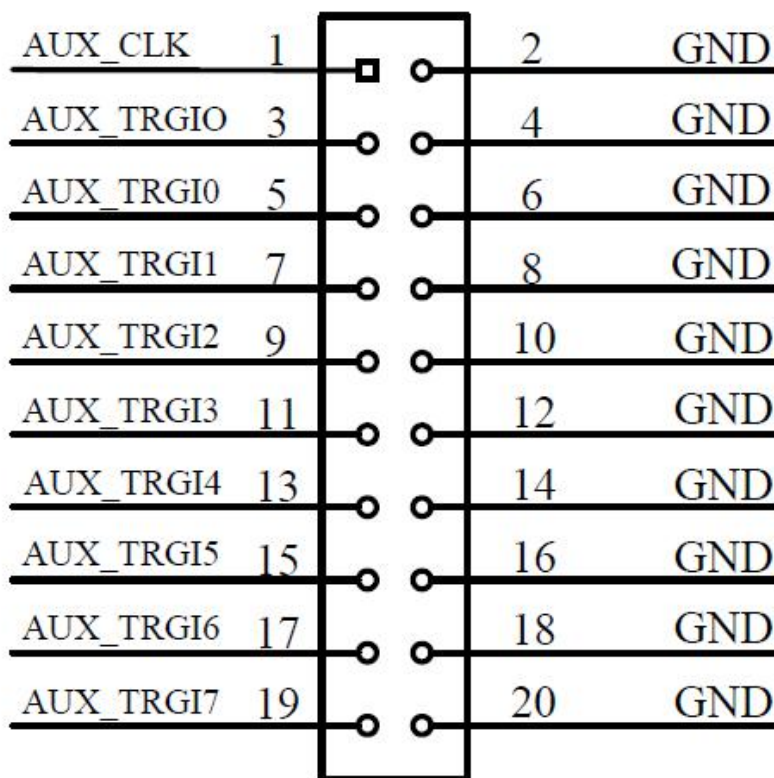 AUX_CLK 1 2 GND
AUX_TRGIO 3 4 GND
AUX_TRGI0 5 6 GND
AUX_TRGI1 7 8 GND
AUX_TRGI2 9 10 GND
AUX_TRGI3 11 12 GND
AUX_TRGI4 13 14 GND
AUX_TRGI5 15 16 GND
AUX_TRGI6 17 18 GND
AUX_TRGI7 19 20 GND